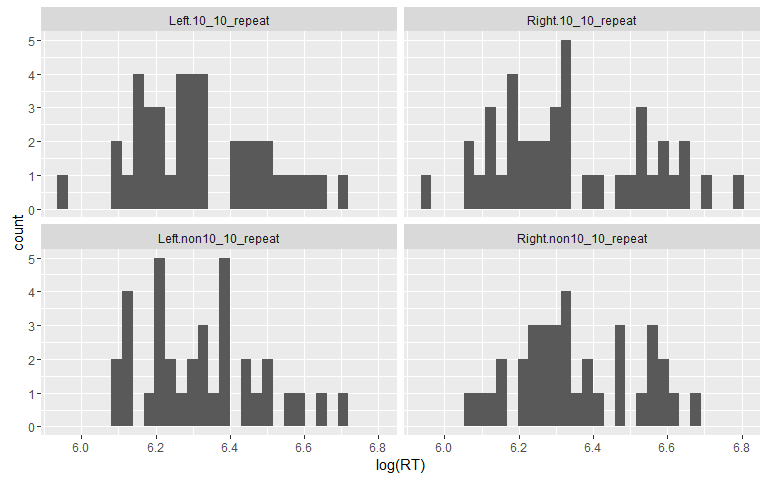 Left.10_10_repeat
Right.10_10_repeat
5
4
3
2
1
0
Left.non10_10_repeat
Right.non10_10_repeat
5
4
3
2
1
0
count
6.0 6.2 6.4 6.6 6.8
6.0 6.2 6.4 6.6 6.8
log(RT)